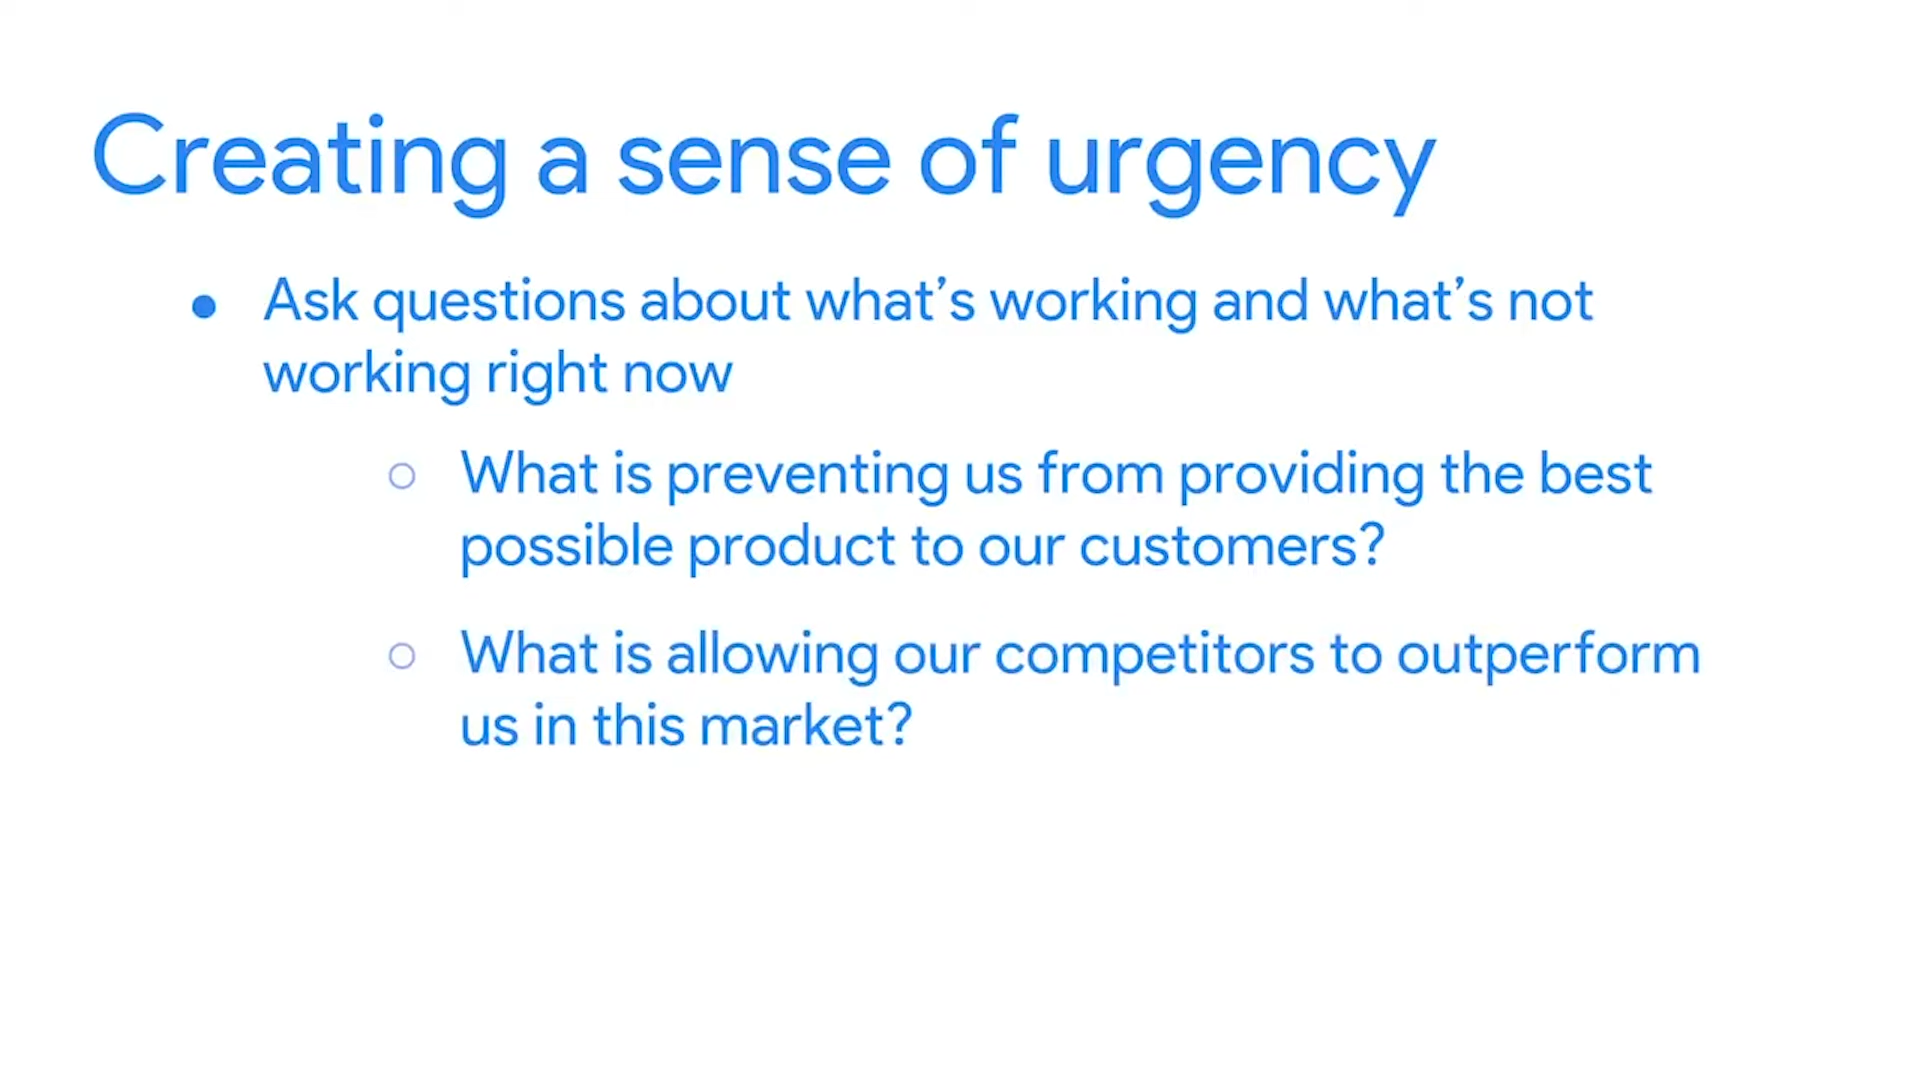 Creating a sense of urgency
● Ask questions about what’s working and what’s not
working right now
○ What is preventing us from providing the best
possible product to our customers?
○ What is allowing our competitors to outperform
us in this market?